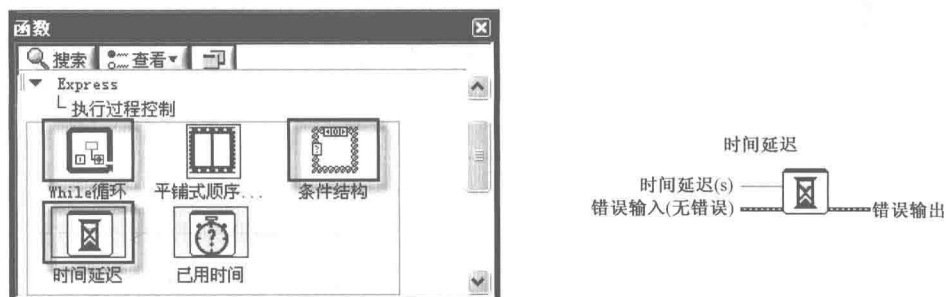 函数
搜索 查看
Express
执行过程控制
While循环 平铺式顺序... 条件结构
时间延迟 已用时间
时间延迟
时间延迟(s)
错误输入(无错误) 错误输出